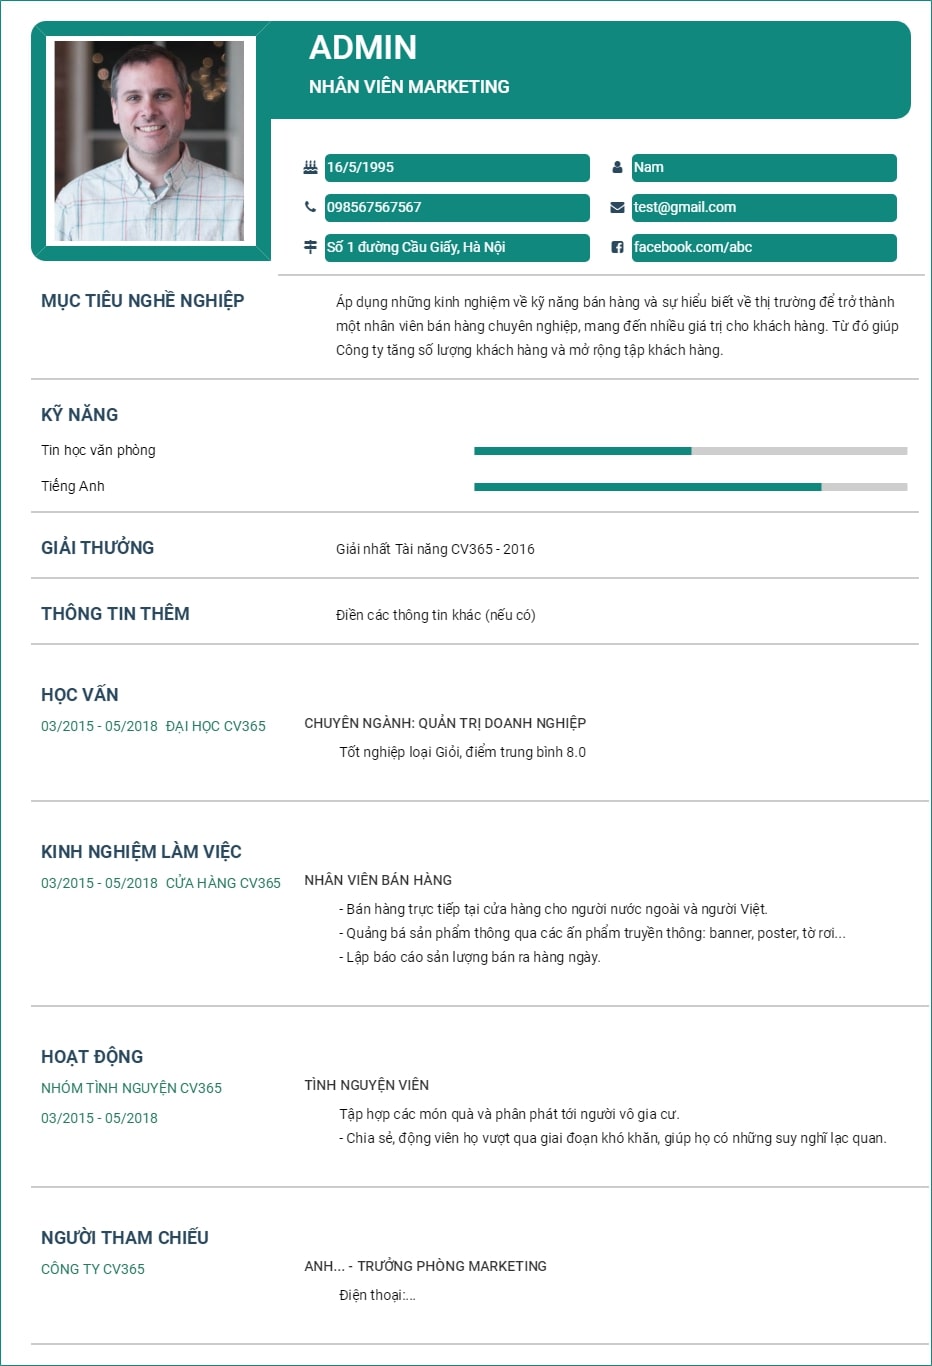 ADMIN
NHÂN VIÊN MARKETING
16/5/1995
Nam
098567567567
test@gmail.com
Số 1 đường Cầu Giấy, Hà Nội
facebook.com/abc
MỤC TIÊU NGHỀ NGHIỆP
Áp dụng những kinh nghiệm về kỹ năng bán hàng và sự hiểu biết về thị trường để trở thành
một nhân viên bán hàng chuyên nghiệp, mang đến nhiều giá trị cho khách hàng. Từ đó giúp
Công ty tăng số lượng khách hàng và mở rộng tập khách hàng.
KỸ NĂNG
Tin học văn phòng
Tiếng Anh
GIẢI THƯỞNG
Giải nhất Tài năng CV365 - 2016
THÔNG TIN THÊM
Điền các thông tin khác (nếu có)
HỌC VẤN
03/2015 - 05/2018 ĐẠI HỌC CV365
CHUYÊN NGÀNH: QUẢN TRỊ DOANH NGHIỆP
Tốt nghiệp loại Giỏi, điểm trung bình 8.0
KINH NGHIỆM LÀM VIỆC
03/2015 - 05/2018 CỬA HÀNG CV365
NHÂN VIÊN BÁN HÀNG
- Bán hàng trực tiếp tại cửa hàng cho người nước ngoài và người Việt.
- Quảng bá sản phẩm thông qua các ấn phẩm truyền thông: banner, poster, tờ rơi...
- Lập báo cáo sản lượng bán ra hàng ngày.
HOẠT ĐỘNG
NHÓM TÌNH NGUYỆN CV365
03/2015 - 05/2018
TÌNH NGUYỆN VIÊN
Tập hợp các món quà và phân phát tới người vô gia cư.
- Chia sẻ, động viên họ vượt qua giai đoạn khó khăn, giúp họ có những suy nghĩ lạc quan.
NGƯỜI THAM CHIẾU
CÔNG TY CV365
ANH... - TRƯỞNG PHÒNG MARKETING
Điện thoại:...